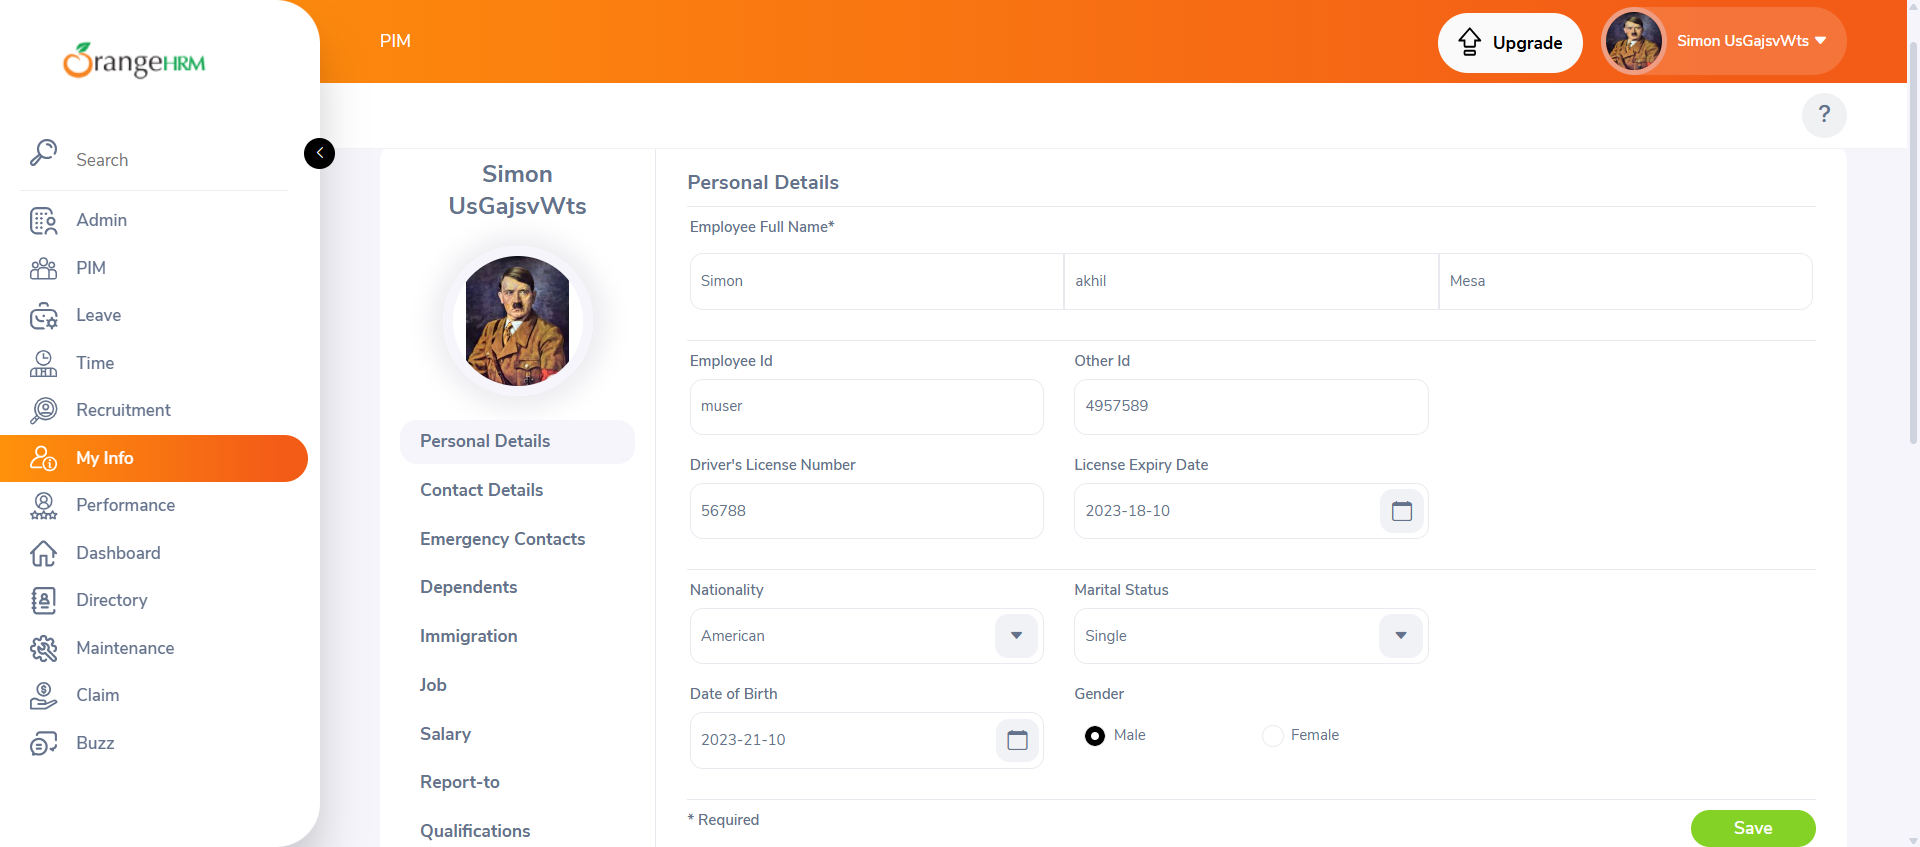 OrangeHRM
PIM
Upgrade
Simon UsGajsvWts
?
Search
Admin
PIM
Leave
Time
Recruitment
My Info
Performance
Dashboard
Directory
Maintenance
Claim
Buzz
Simon
UsGajsvWts
Personal Details
Contact Details
Emergency Contacts
Dependents
Immigration
Job
Salary
Report-to
Qualifications
Personal Details
Employee Full Name*
Simon akhil Mesa
Employee Id Other Id
muser 4957589
Driver's License Number License Expiry Date
56788 2023-18-10
Nationality Marital Status
American Single
Date of Birth Gender
2023-21-10 Male Female
* Required
Save